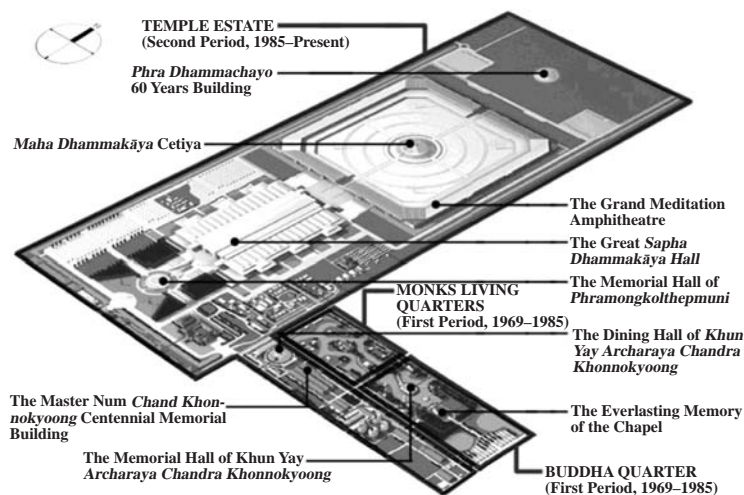 TEMPLE ESTATE
(Second Period, 1985–Present)
Phra Dhammachayo
60 Years Building
Maha Dhammakāya Cetiya
The Grand Meditation
Amphitheatre
The Great Sapha
Dhammakāya Hall
The Memorial Hall of
Phramongkolthepmuni
MONKS LIVING
QUARTERS
(First Period, 1969–1985)
The Dining Hall of Khun
Yay Archaraya Chandra
Khonnokyoong
The Master Num Chand Khon-
nokyoong Centennial Memorial
Building
The Everlasting Memory
of the Chapel
The Memorial Hall of Khun Yay
Archaraya Chandra Khonnokyoong
BUDDHA QUARTER
(First Period, 1969–1985)